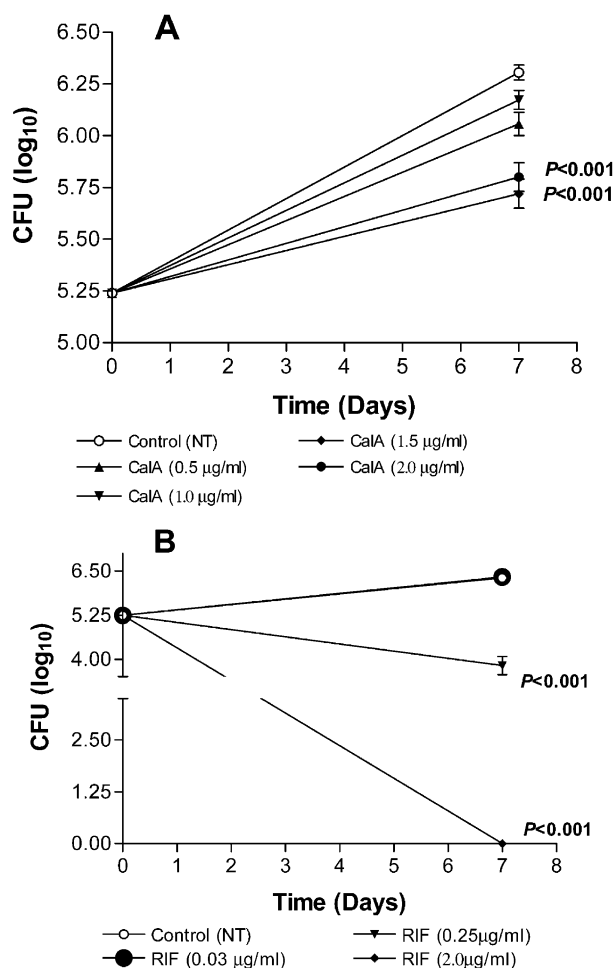 A
6.50
6.25
6.00
5.75
5.50
5.25
5.00
CFU (log10)
P<0.001
P<0.001
0 1 2 3 4 5 6 7 8
Time (Days)
Control (NT)
CalA (1.5 µg/ml)
CalA (0.5 µg/ml)
CalA (2.0 µg/ml)
CalA (1.0 µg/ml)
B
6.50
5.25
4.00
2.50
1.25
0.00
CFU (log10)
P<0.001
P<0.001
0 1 2 3 4 5 6 7 8
Time (Days)
Control (NT)
RIF (0.25µg/ml)
RIF (0.03 µg/ml)
RIF (2.0µg/ml)